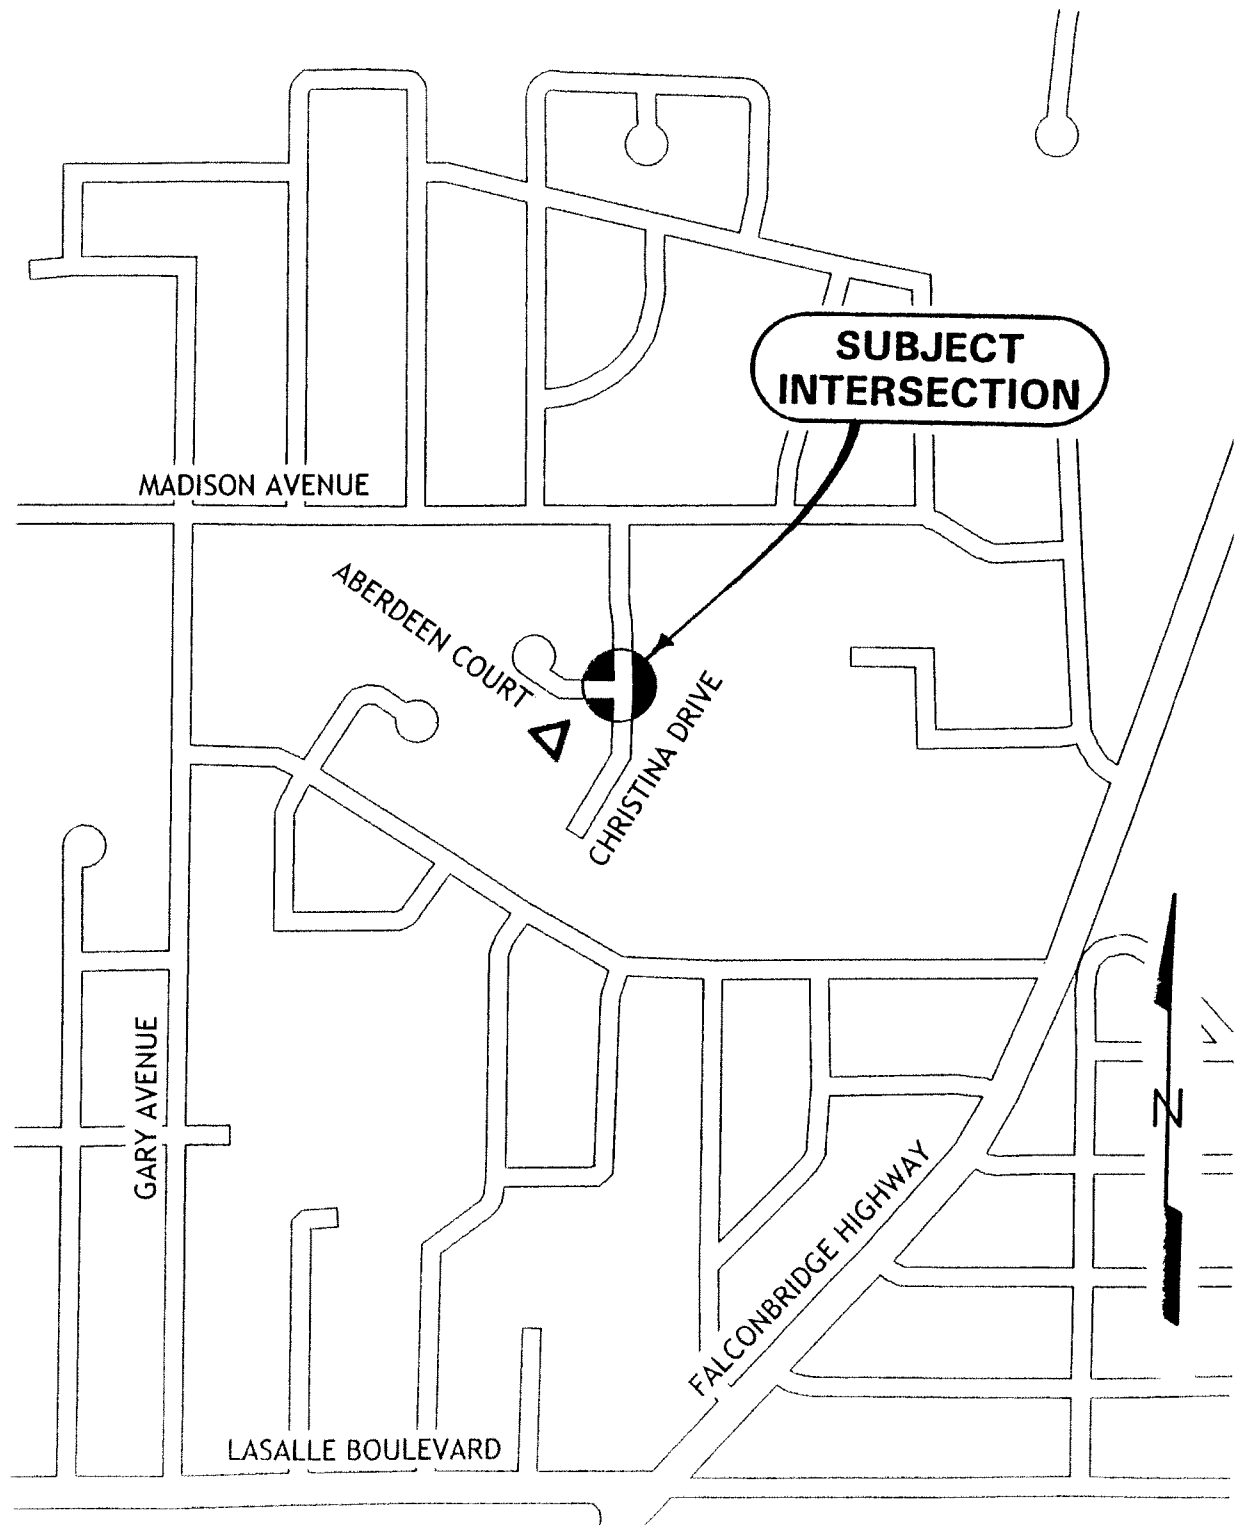 SUBJECT
INTERSECTION
MADISON AVENUE
ABERDEEN COURT
CHRISTINA DRIVE
GARY AVENUE
N
FALCONBRIDGE HIGHWAY
LASALLE BOULEVARD